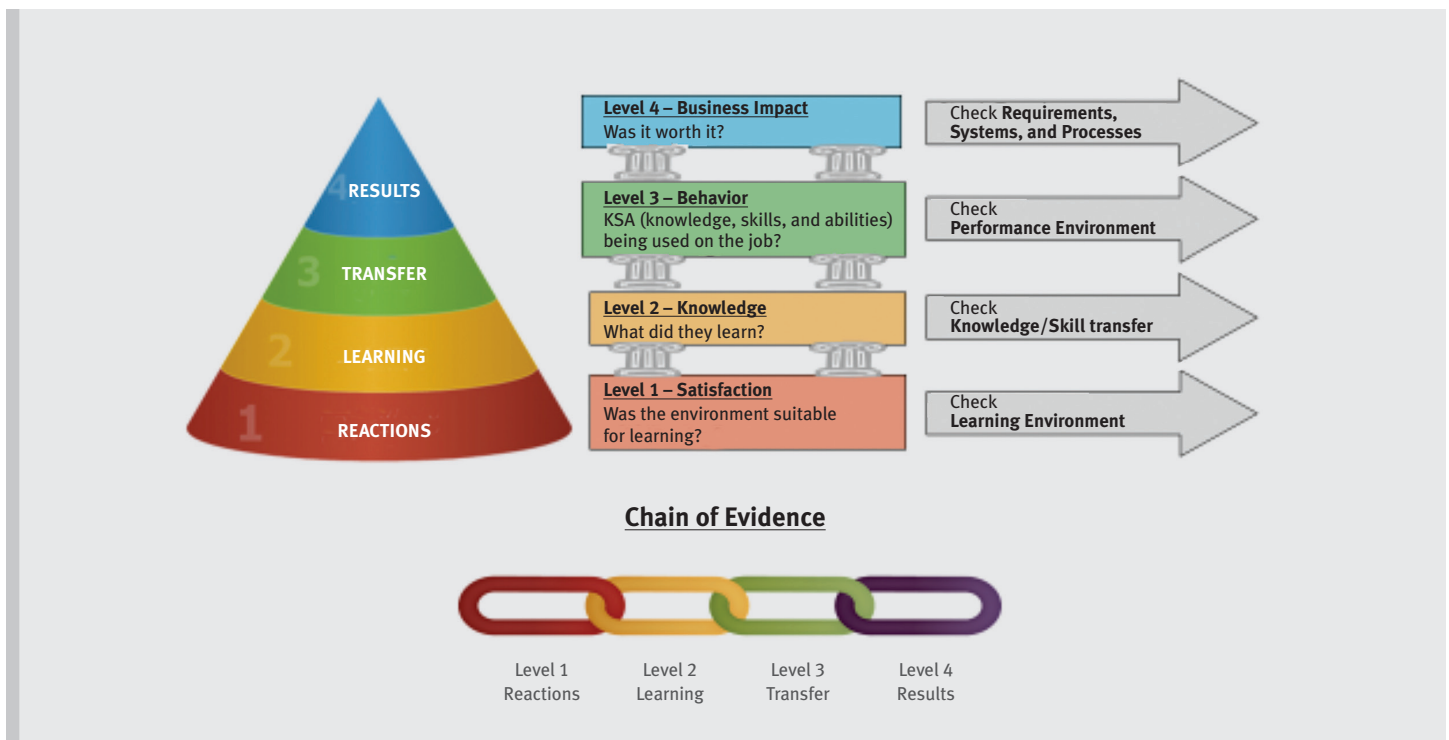 4 RESULTS
3 TRANSFER
2 LEARNING
1 REACTIONS
Level 4 – Business Impact
Was it worth it?
Level 3 – Behavior
KSA (knowledge, skills, and abilities)
being used on the job?
Level 2 – Knowledge
What did they learn?
Level 1 – Satisfaction
Was the environment suitable
for learning?
Check Requirements,
Systems, and Processes
Check
Performance Environment
Check
Knowledge/Skill transfer
Check
Learning Environment
Chain of Evidence
Level 1
Reactions
Level 2
Learning
Level 3
Transfer
Level 4
Results